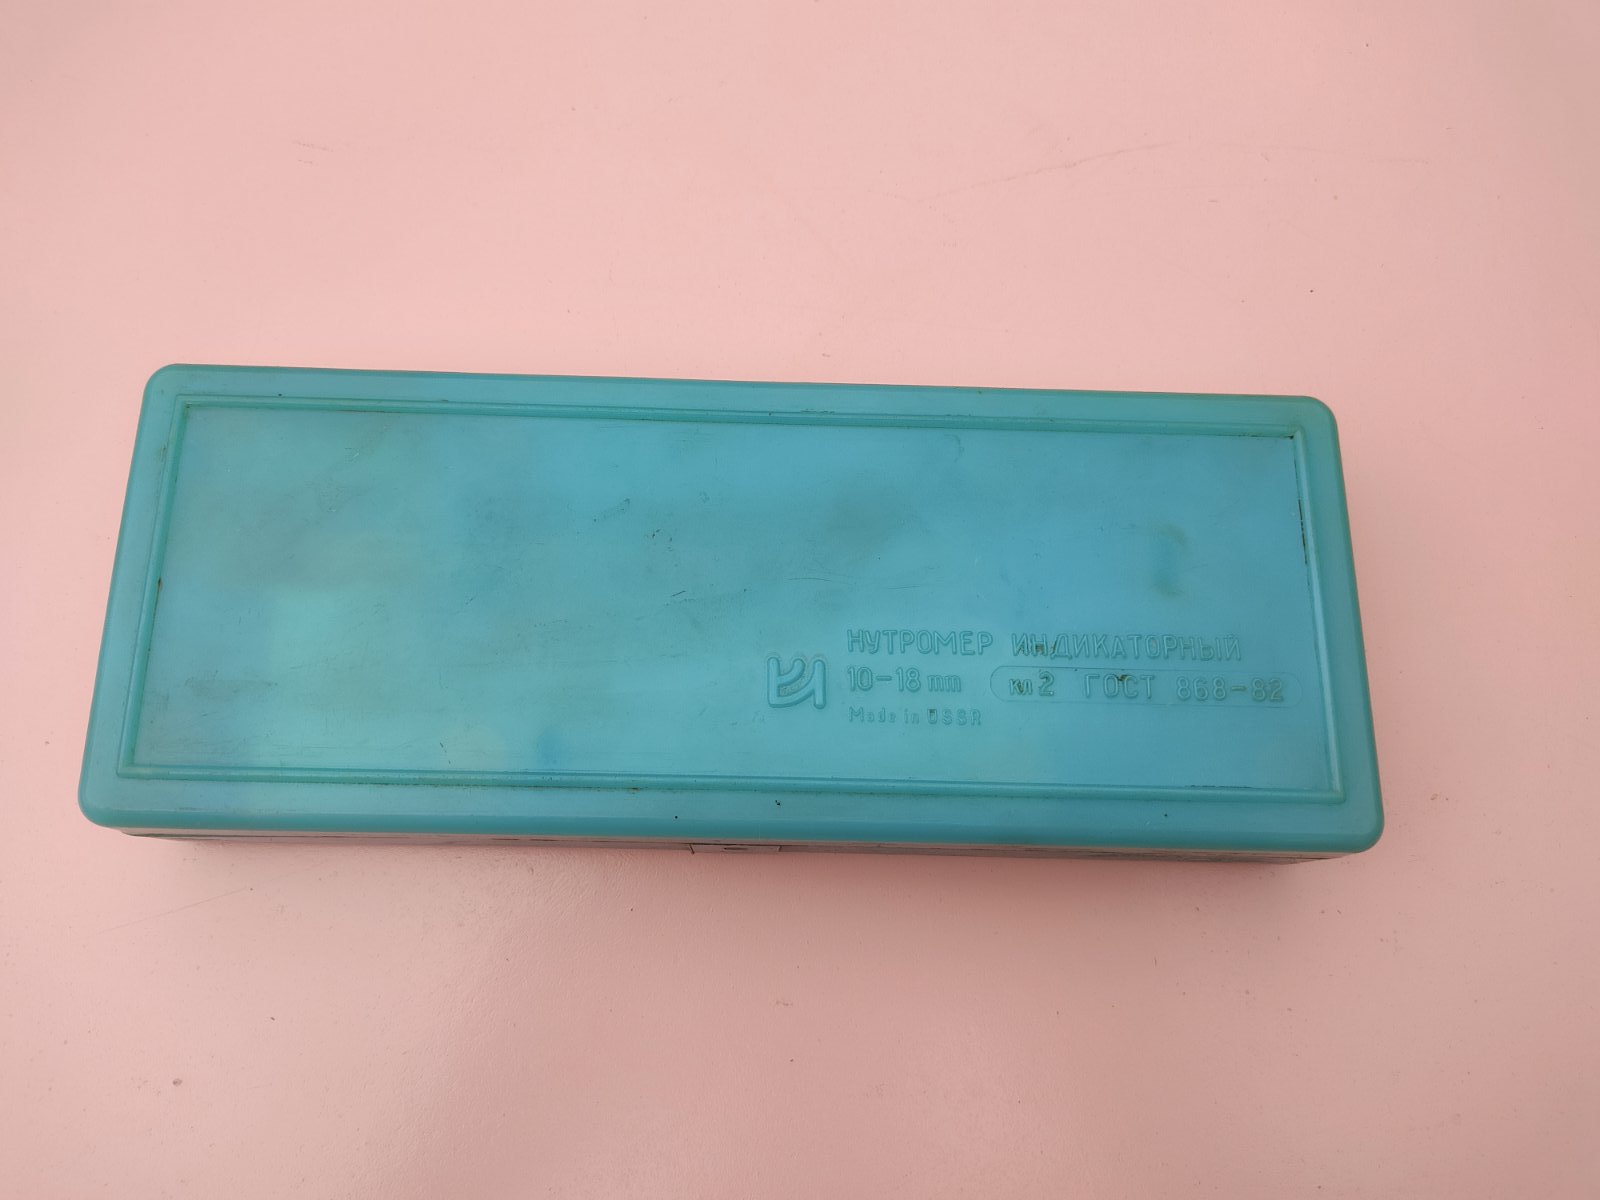 НУТРОМЕР ИНДИКАТОРНЫЙ
10-18 mm кл 2 ГОСТ 868-82
Made in USSR